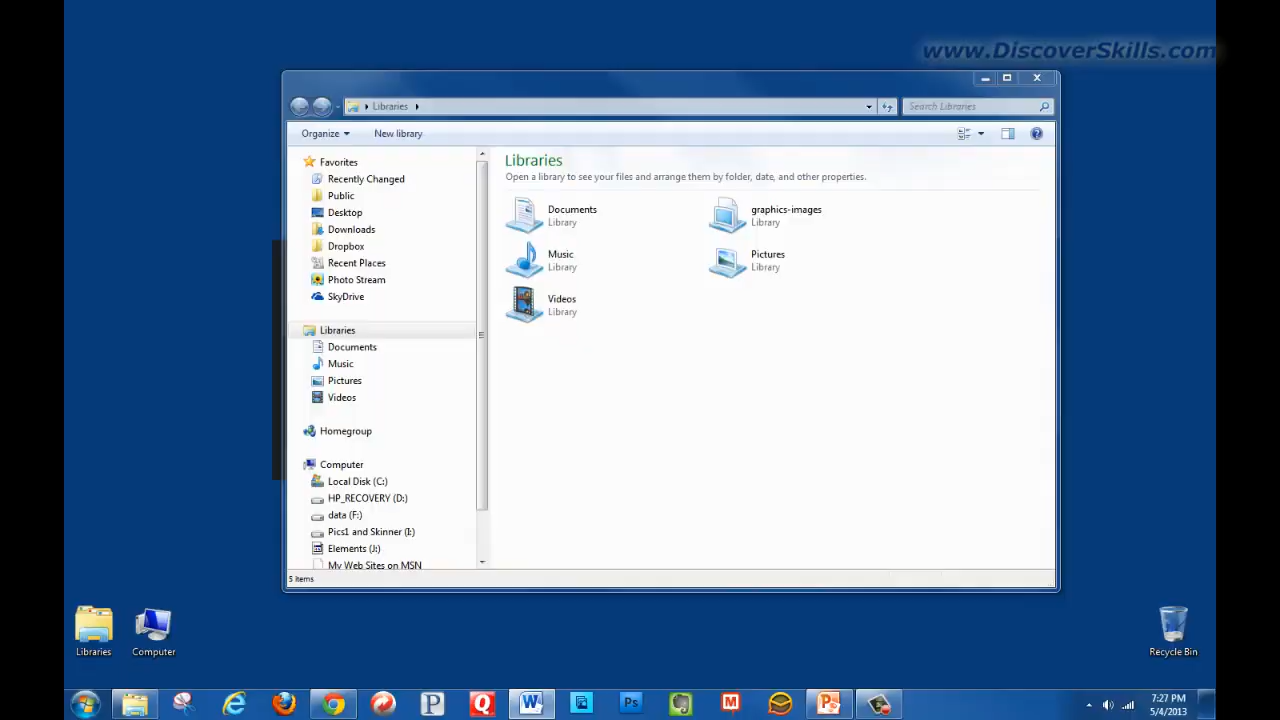 www.DiscoverSkills.com
Libraries
Search Libraries
Organize
New library
Favorites
Recently Changed
Public
Desktop
Downloads
Dropbox
Recent Places
Photo Stream
SkyDrive
Libraries
Documents
Music
Pictures
Videos
Homegroup
Computer
Local Disk (C:)
HP_RECOVERY (D:)
data (F:)
Pics1 and Skinner (I:)
Elements (J:)
My Web Sites on MSN
Libraries
Open a library to see your files and arrange them by folder, date, and other properties.
Documents
Library
graphics-images
Library
Music
Library
Pictures
Library
Videos
Library
5 items
Libraries
Computer
Recycle Bin
7:27 PM
5/4/2013